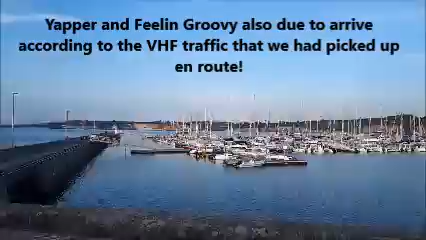 Yapper and Feelin Groovy also due to arrive
according to the VHF traffic that we had picked up
en route!